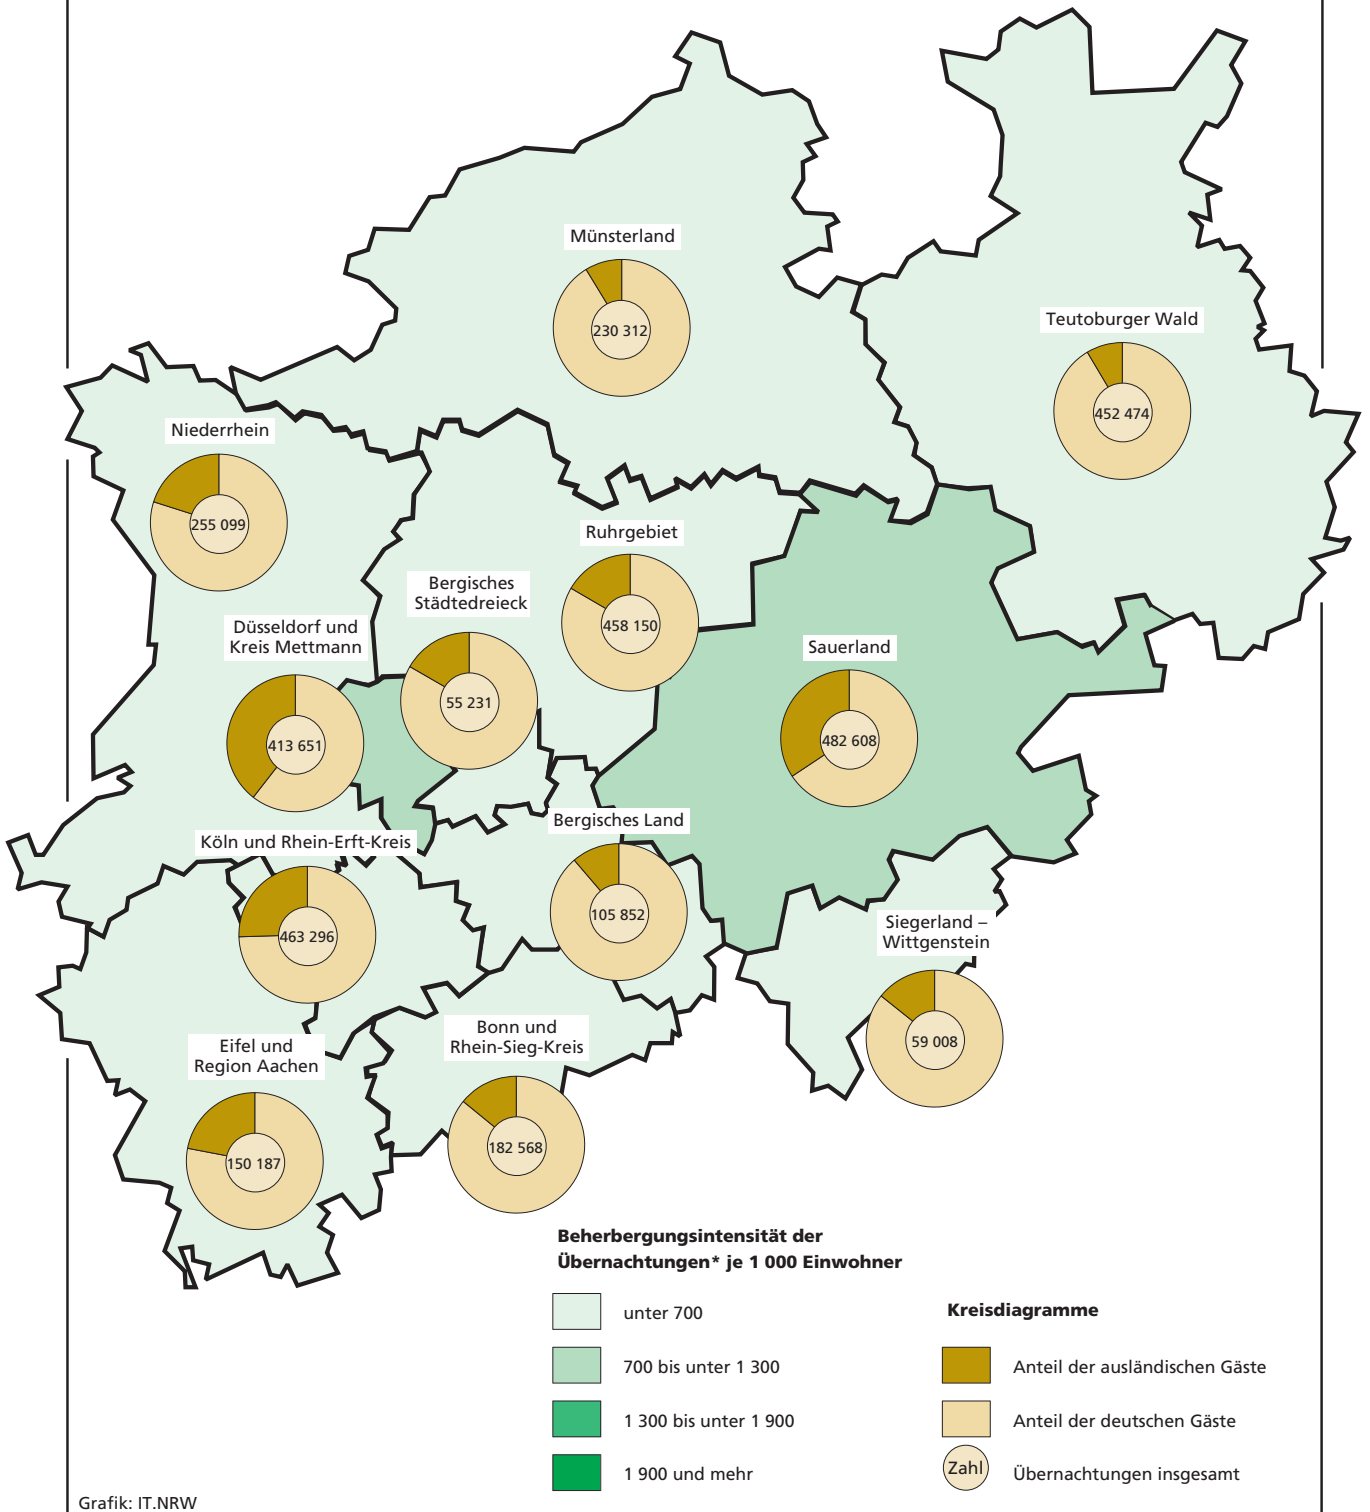 Münsterland
230 312
Teutoburger Wald
452 474
Niederrhein
255 099
Ruhrgebiet
458 150
Bergisches
Städtedreieck
55 231
Düsseldorf und
Kreis Mettmann
413 651
Sauerland
482 608
Köln und Rhein-Erft-Kreis
463 296
Bergisches Land
105 852
Siegerland –
Wittgenstein
59 008
Eifel und
Region Aachen
150 187
Bonn und
Rhein-Sieg-Kreis
182 568
Beherbergungsintensität der
Übernachtungen* je 1 000 Einwohner
unter 700
700 bis unter 1 300
1 300 bis unter 1 900
1 900 und mehr
Kreisdiagramme
Anteil der ausländischen Gäste
Anteil der deutschen Gäste
Zahl
Übernachtungen insgesamt
Grafik: IT.NRW